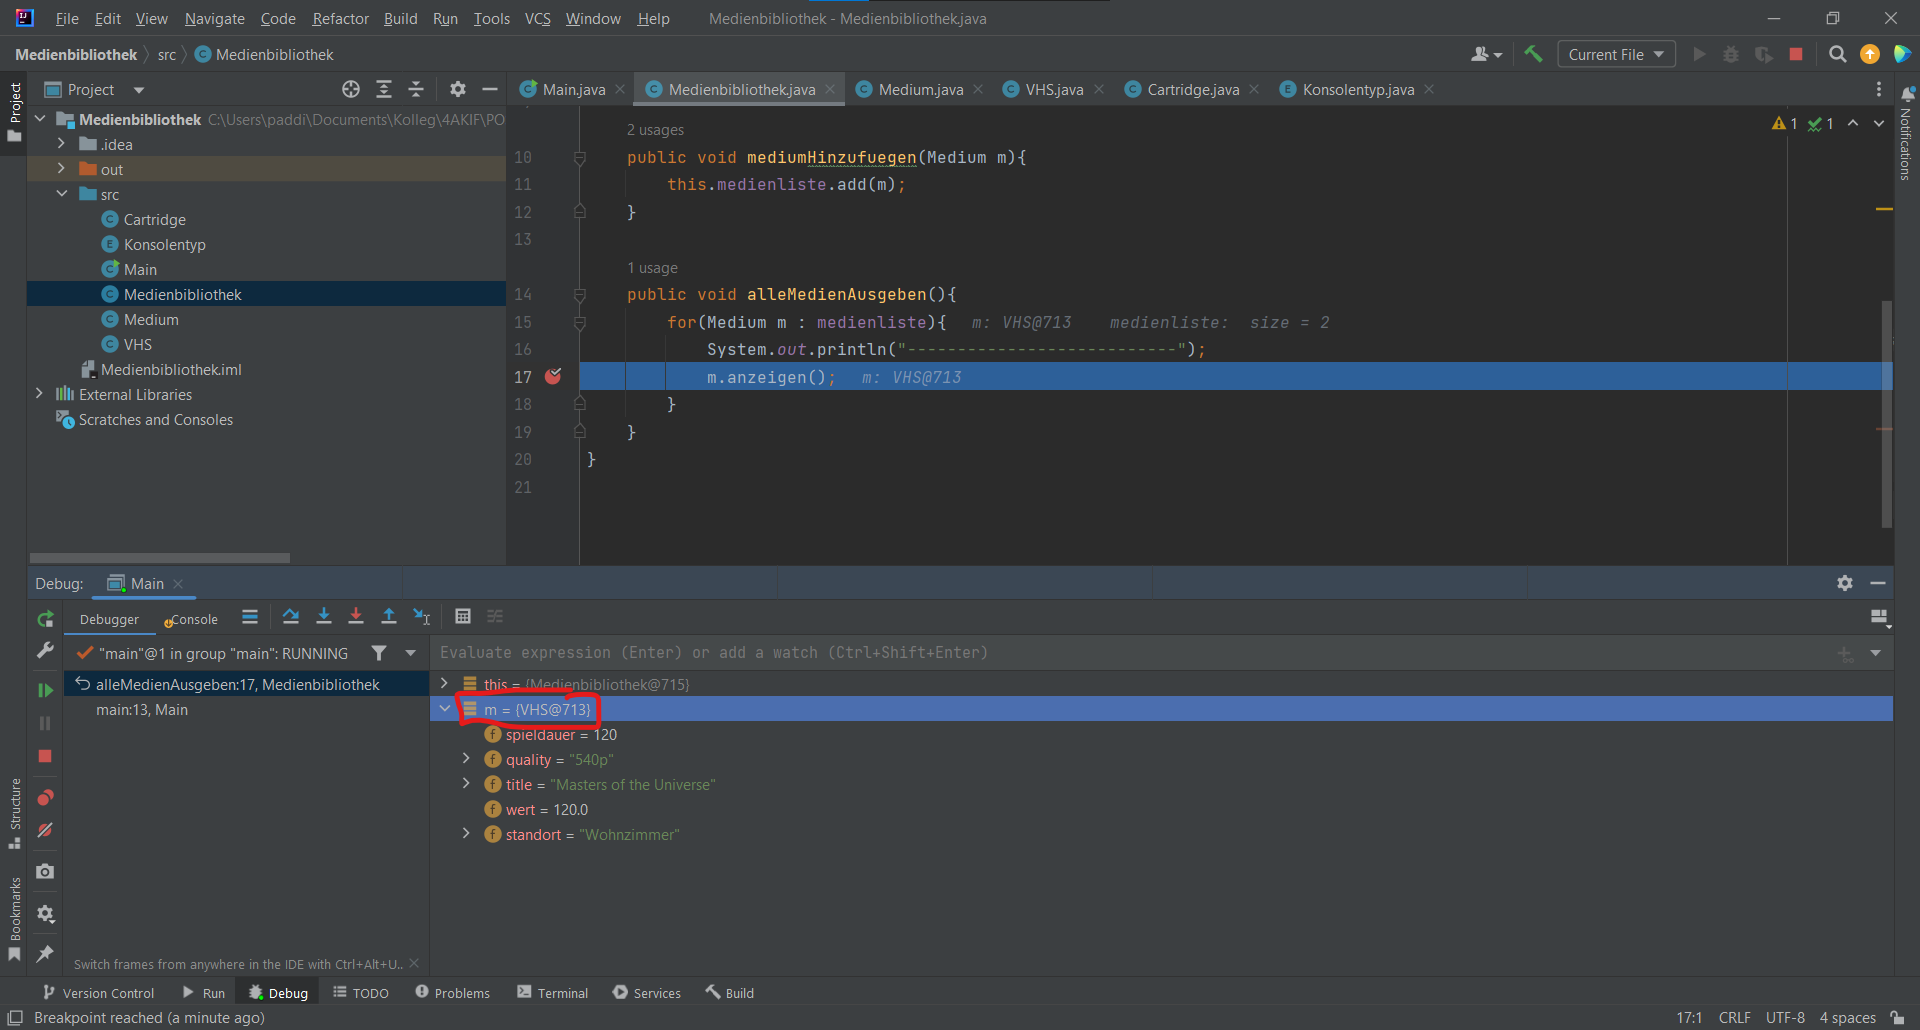 File Edit View Navigate Code Refactor Build Run Tools VCS Window Help Medienbibliothek - Medienbibliothek.java
Medienbibliothek src Medienbibliothek Current File
Project
Project
Medienbibliothek C:\Users\paddi\Documents\Kolleg\4AKIF\PO
.idea
out
src
Cartridge
Konsolentyp
Main
Medienbibliothek
Medium
VHS
Medienbibliothek.iml
External Libraries
Scratches and Consoles
Main.java Medienbibliothek.java Medium.java VHS.java Cartridge.java Konsolentyp.java
1 1
Notifications
2 usages
10 public void mediumHinzufuegen(Medium m){
11 this.medienliste.add(m);
12 }
13
1 usage
14 public void alleMedienAusgeben(){
15 for(Medium m : medienliste){ m: VHS@713 medienliste: size = 2
16 System.out.println("---------------------------");
17 m.anzeigen(); m: VHS@713
18 }
19 }
20 }
21
Debug: Main
Debugger Console
"main"@1 in group "main": RUNNING
alleMedienAusgeben:17, Medienbibliothek
main:13, Main
Switch frames from anywhere in the IDE with Ctrl+Alt+U..
Evaluate expression (Enter) or add a watch (Ctrl+Shift+Enter)
this = {Medienbibliothek@715}
m = {VHS@713}
spieldauer = 120
quality = "540p"
title = "Masters of the Universe"
wert = 120.0
standort = "Wohnzimmer"
Structure
Bookmarks
Version Control Run Debug TODO Problems Terminal Services Build
Breakpoint reached (a minute ago) 17:1 CRLF UTF-8 4 spaces